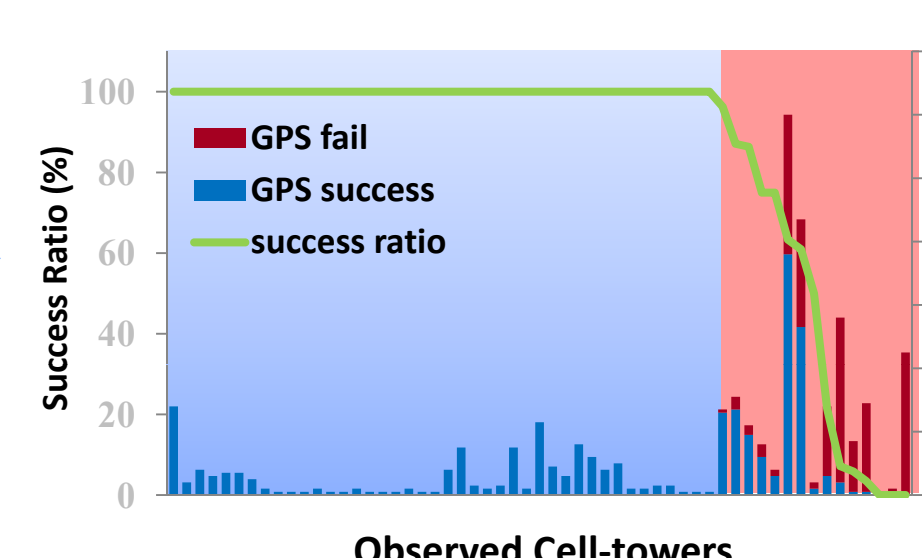 100
80
60
40
20
0
Success Ratio (%)
GPS fail
GPS success
success ratio
Observed Cell-towers